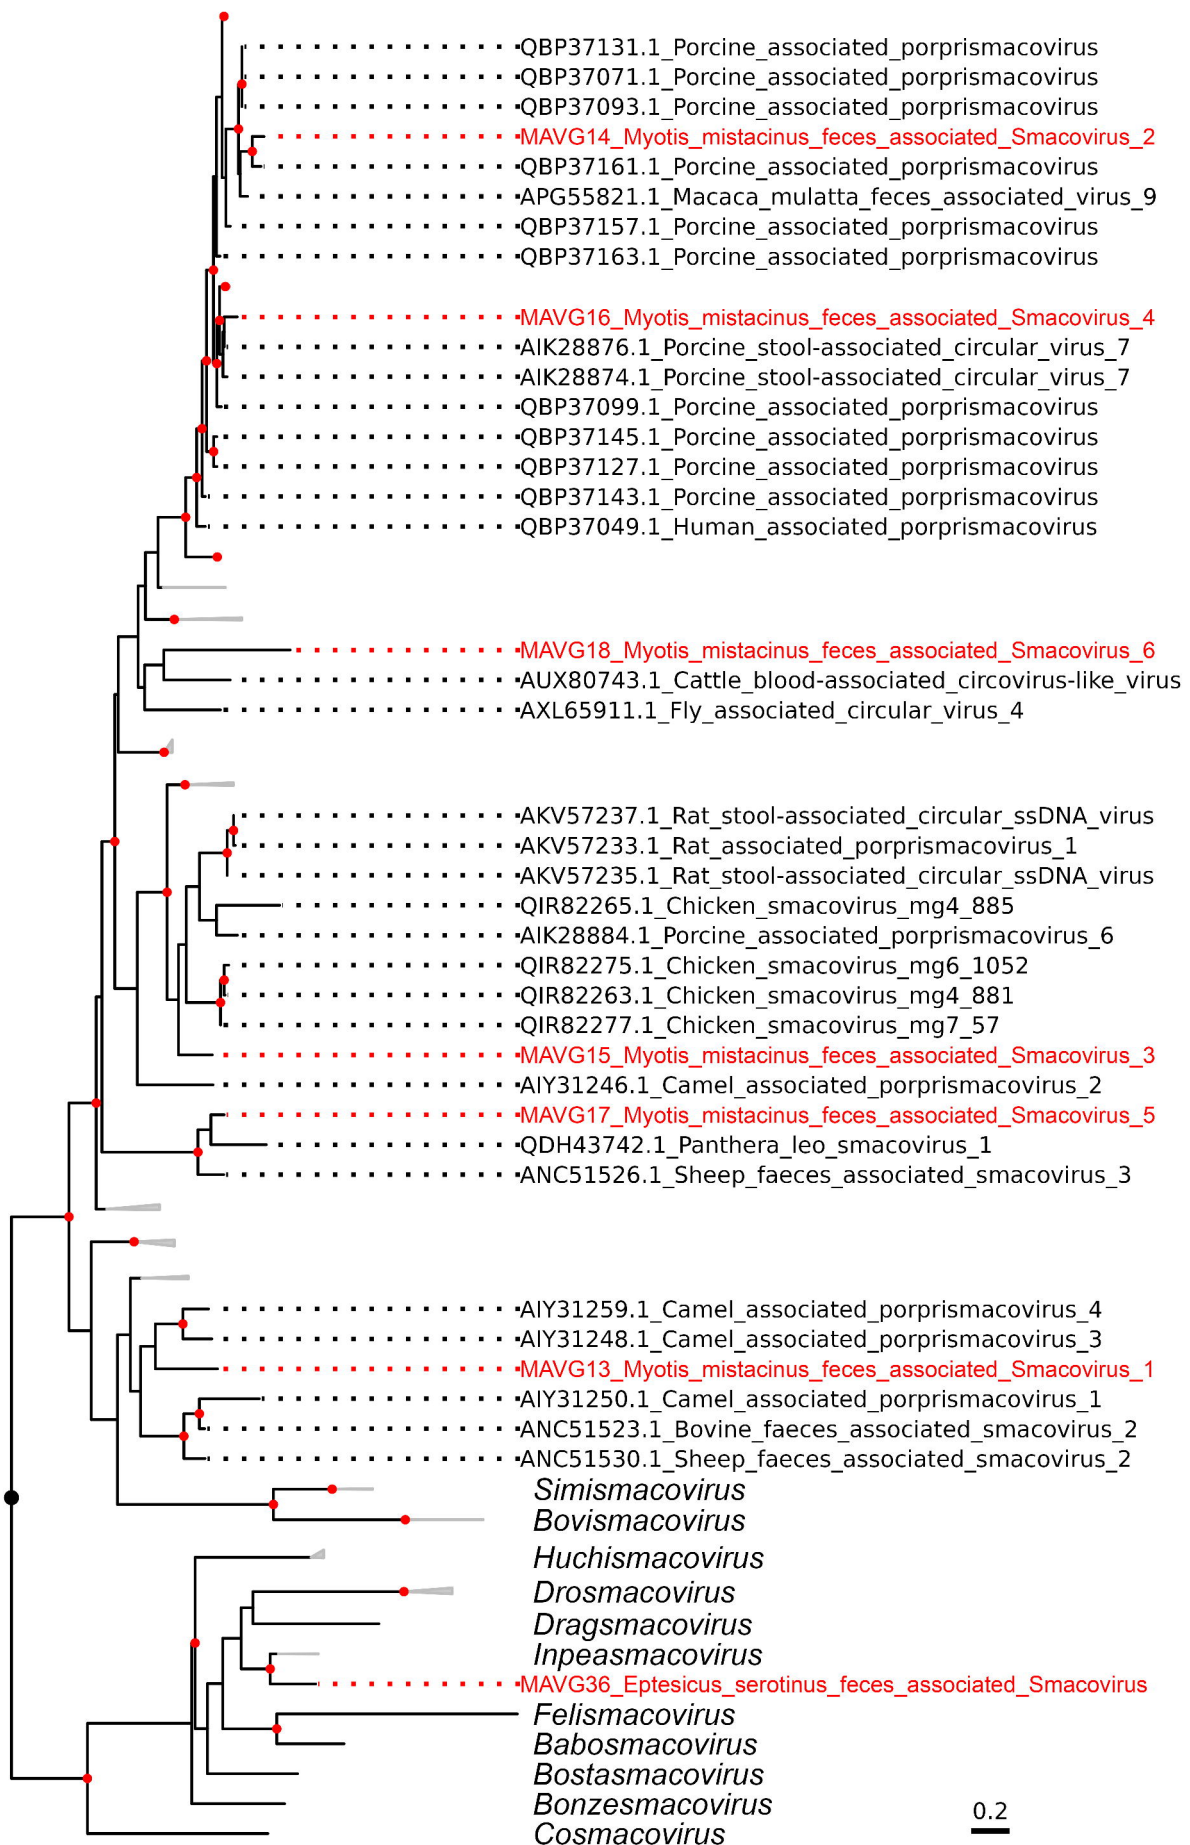 QBP37131.1_Porcine_associated_porprismacovirus
QBP37071.1_Porcine_associated_porprismacovirus
QBP37093.1_Porcine_associated_porprismacovirus
MAVG14_Myotis_mistacinus_feces_associated_Smacovirus_2
QBP37161.1_Porcine_associated_porprismacovirus
APG55821.1_Macaca_mulatta_feces_associated_virus_9
QBP37157.1_Porcine_associated_porprismacovirus
QBP37163.1_Porcine_associated_porprismacovirus
MAVG16_Myotis_mistacinus_feces_associated_Smacovirus_4
AIK28876.1_Porcine_stool-associated_circular_virus_7
AIK28874.1_Porcine_stool-associated_circular_virus_7
QBP37099.1_Porcine_associated_porprismacovirus
QBP37145.1_Porcine_associated_porprismacovirus
QBP37127.1_Porcine_associated_porprismacovirus
QBP37143.1_Porcine_associated_porprismacovirus
QBP37049.1_Human_associated_porprismacovirus
MAVG18_Myotis_mistacinus_feces_associated_Smacovirus_6
AUX80743.1_Cattle_blood-associated_circovirus-like_virus
AXL65911.1_Fly_associated_circular_virus_4
AKV57237.1_Rat_stool-associated_circular_ssDNA_virus
AKV57233.1_Rat_associated_porprismacovirus_1
AKV57235.1_Rat_stool-associated_circular_ssDNA_virus
QIR82265.1_Chicken_smacovirus_mg4_885
AIK28884.1_Porcine_associated_porprismacovirus_6
QIR82275.1_Chicken_smacovirus_mg6_1052
QIR82263.1_Chicken_smacovirus_mg4_881
QIR82277.1_Chicken_smacovirus_mg7_57
MAVG15_Myotis_mistacinus_feces_associated_Smacovirus_3
AIY31246.1_Camel_associated_porprismacovirus_2
MAVG17_Myotis_mistacinus_feces_associated_Smacovirus_5
QDH43742.1_Panthera_leo_smacovirus_1
ANC51526.1_Sheep_faeces_associated_smacovirus_3
AIY31259.1_Camel_associated_porprismacovirus_4
AIY31248.1_Camel_associated_porprismacovirus_3
MAVG13_Myotis_mistacinus_feces_associated_Smacovirus_1
AIY31250.1_Camel_associated_porprismacovirus_1
ANC51523.1_Bovine_faeces_associated_smacovirus_2
ANC51530.1_Sheep_faeces_associated_smacovirus_2
Simismacovirus
Bovismacovirus
Huchismacovirus
Drosmacovirus
Dragsmacovirus
Inpeasmacovirus
MAVG36_Eptesicus_serotinus_feces_associated_Smacovirus
Felismacovirus
Babosmacovirus
Bostasmacovirus
Bonzesmacovirus
Cosmacovirus
0.2